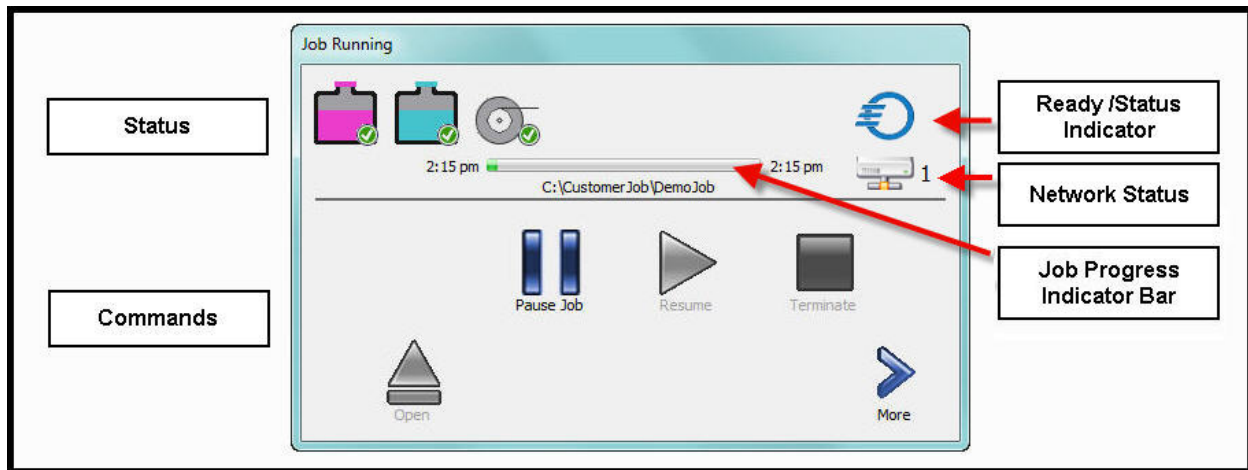 Job Running
Status
Ready /Status
Indicator
2:15 pm
2:15 pm
1
C:\CustomerJob\DemoJob
Network Status
Job Progress
Indicator Bar
Commands
Pause Job
Resume
Terminate
Open
More